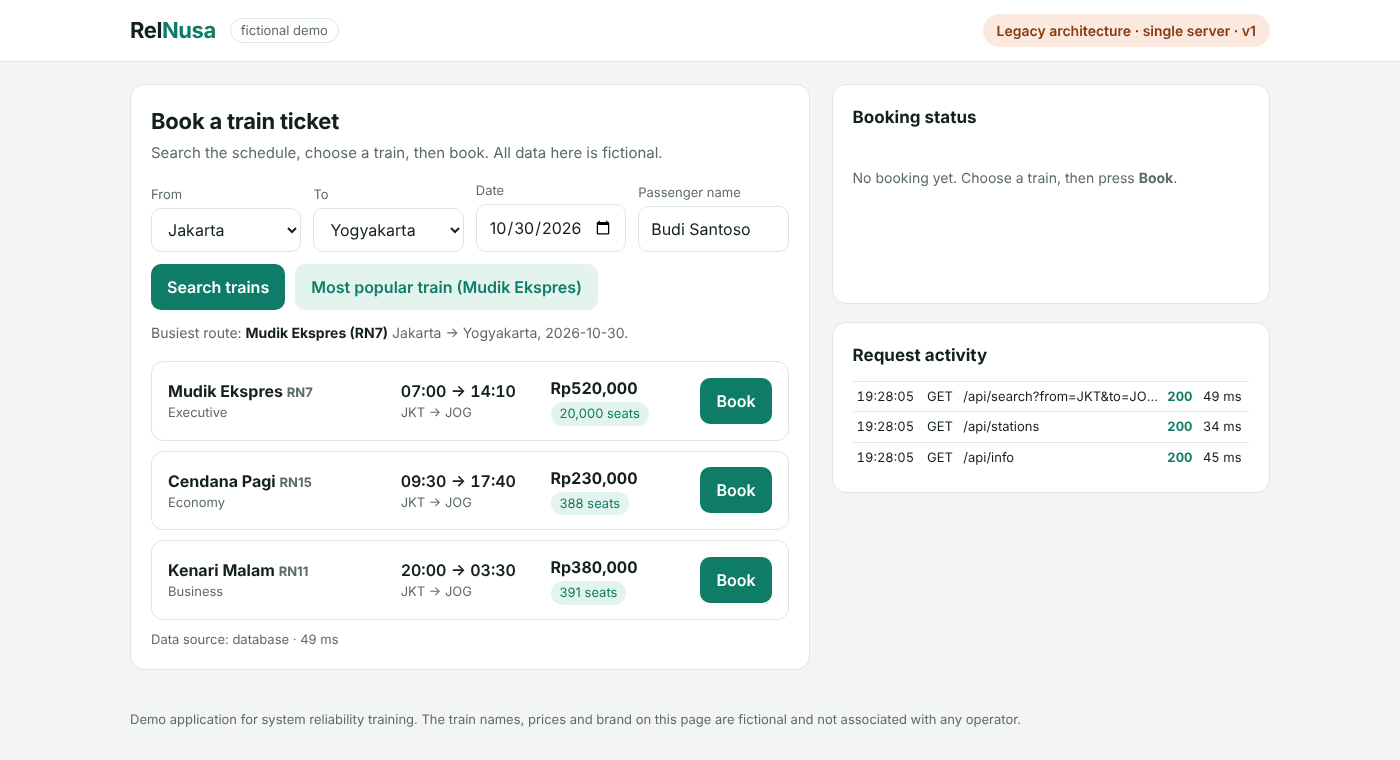 RelNusa fictional demo
Legacy architecture · single server · v1
Book a train ticket
Search the schedule, choose a train, then book. All data here is fictional.
From To Date Passenger name
Jakarta Yogyakarta 10/30/2026 Budi Santoso
Search trains Most popular train (Mudik Ekspres)
Busiest route: Mudik Ekspres (RN7) Jakarta → Yogyakarta, 2026-10-30.
Mudik Ekspres RN7 07:00 → 14:10 Rp520,000 Book
Executive JKT → JOG 20,000 seats
Cendana Pagi RN15 09:30 → 17:40 Rp230,000 Book
Economy JKT → JOG 388 seats
Kenari Malam RN11 20:00 → 03:30 Rp380,000 Book
Business JKT → JOG 391 seats
Data source: database · 49 ms
Booking status
No booking yet. Choose a train, then press Book.
Request activity
19:28:05 GET /api/search?from=JKT&to=JO... 200 49 ms
19:28:05 GET /api/stations 200 34 ms
19:28:05 GET /api/info 200 45 ms
Demo application for system reliability training. The train names, prices and brand on this page are fictional and not associated with any operator.